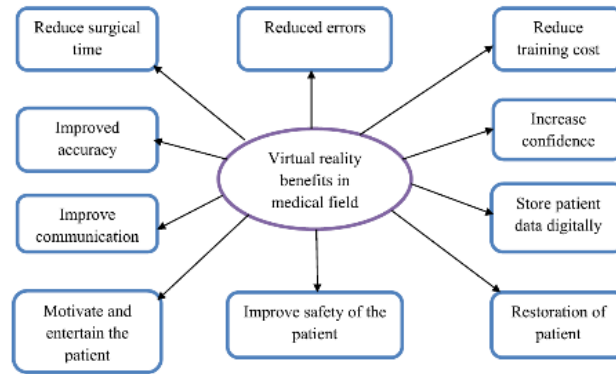 Reduce surgical
time
Reduced errors
Reduce
training cost
Improved
accuracy
Virtual reality
benefits in
medical field
Increase
confidence
Improve
communication
Store patient
data digitally
Motivate and
entertain the
patient
Improve safety of the
patient
Restoration of
patient